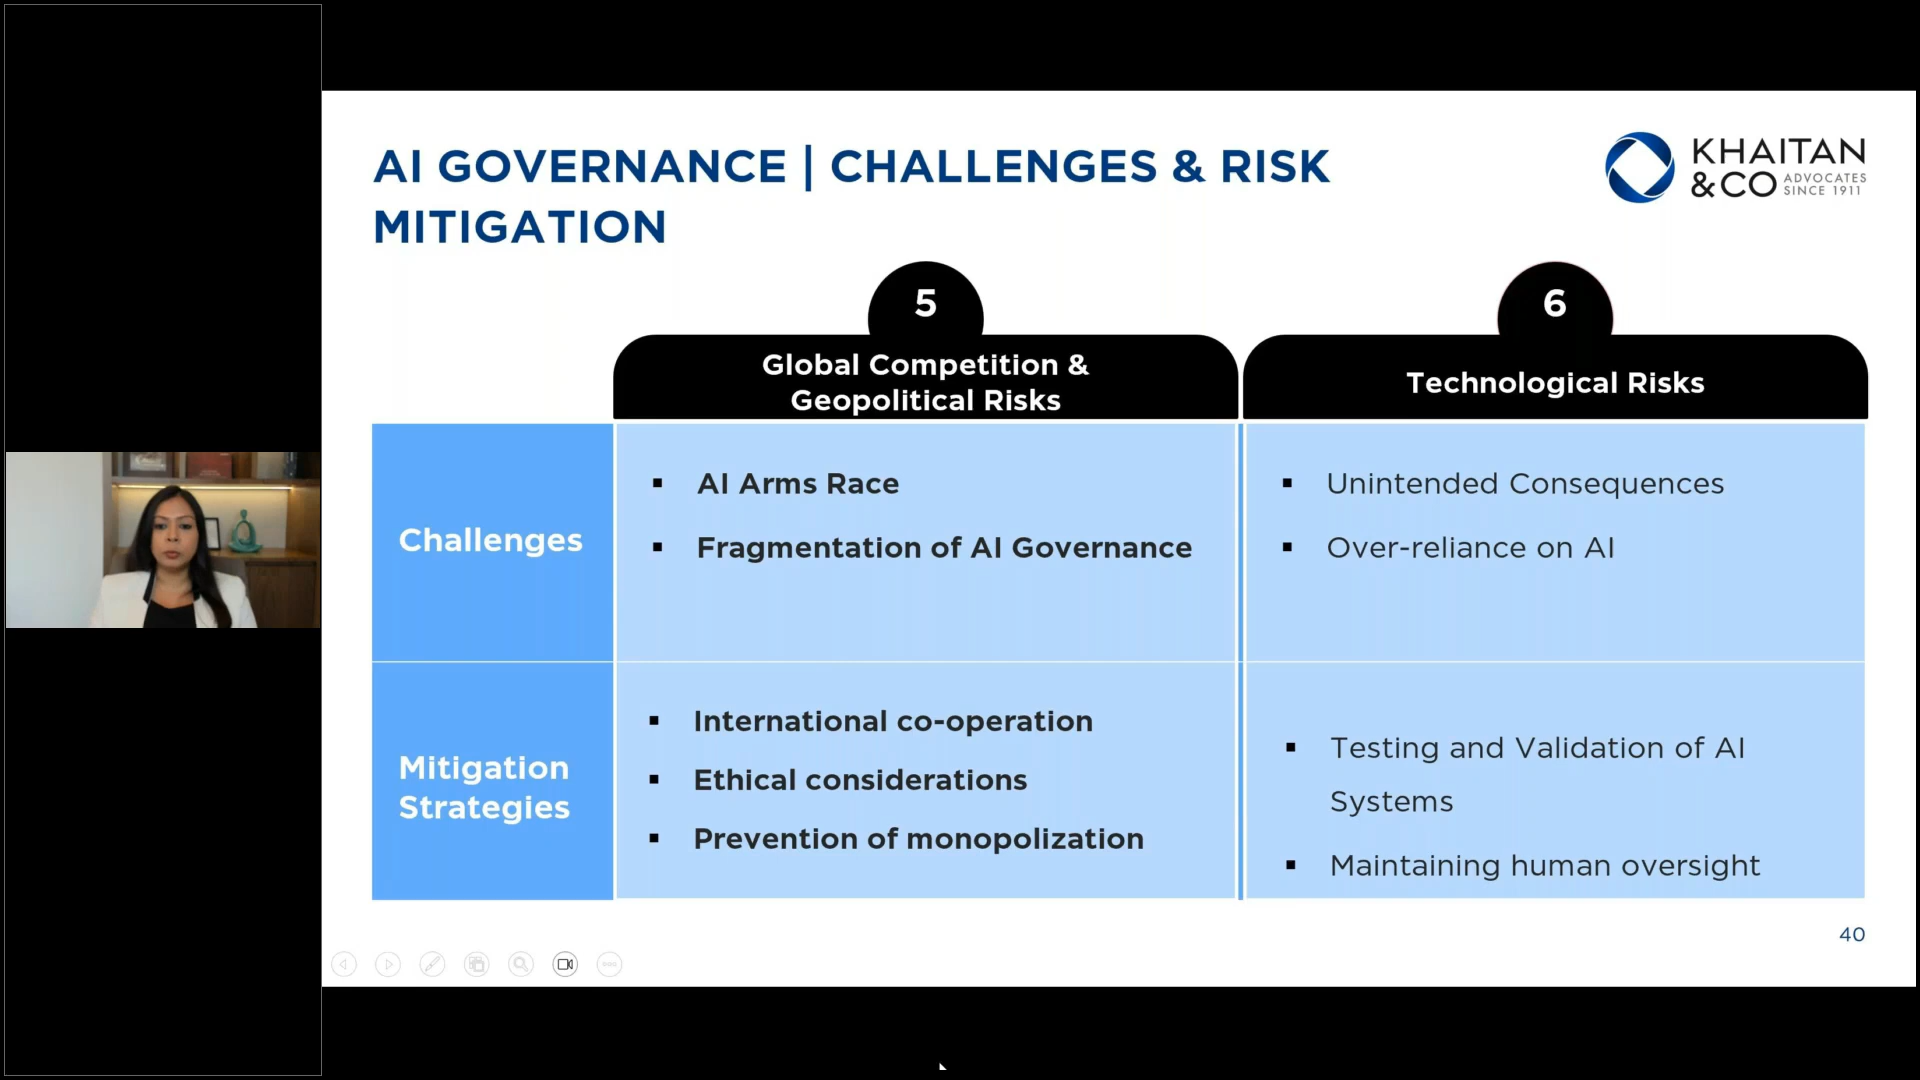 AI GOVERNANCE | CHALLENGES & RISK
MITIGATION
KHAITAN
&CO ADVOCATES
SINCE 1911
5
Global Competition &
Geopolitical Risks
6
Technological Risks
Challenges
▪ AI Arms Race
▪ Fragmentation of AI Governance
▪ Unintended Consequences
▪ Over-reliance on AI
Mitigation
Strategies
▪ International co-operation
▪ Ethical considerations
▪ Prevention of monopolization
▪ Testing and Validation of AI
Systems
▪ Maintaining human oversight
40